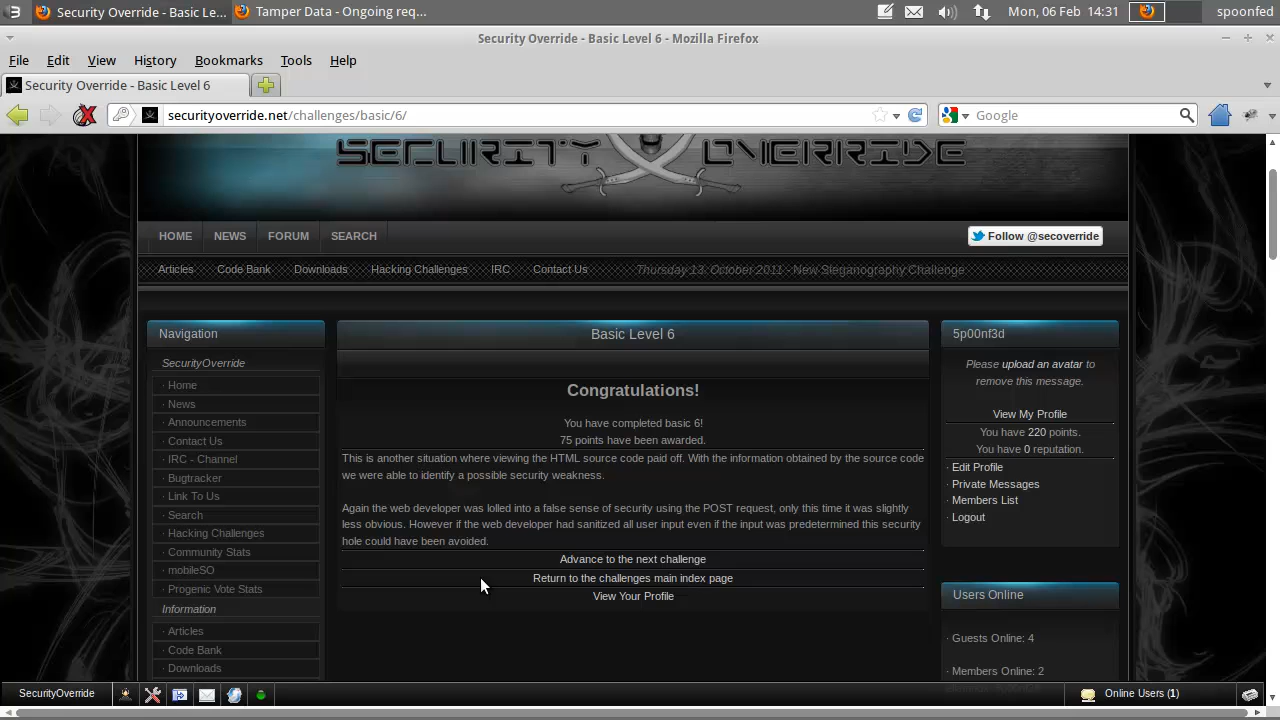 Security Override - Basic Le...
Tamper Data - Ongoing req...
Mon, 06 Feb 14:31
spoonfed
Security Override - Basic Level 6 - Mozilla Firefox
File Edit View History Bookmarks Tools Help
Security Override - Basic Level 6
securityoverride.net/challenges/basic/6/
Google
SECURITY OVERRIDE
HOME NEWS FORUM SEARCH
Follow @secoverride
Articles Code Bank Downloads Hacking Challenges IRC Contact Us
Thursday 13. October 2011 - New Steganography Challenge
Navigation
SecurityOverride
· Home
· News
· Announcements
· Contact Us
· IRC - Channel
· Bugtracker
· Link To Us
· Search
· Hacking Challenges
· Community Stats
· mobileSO
· Progenic Vote Stats
Information
· Articles
· Code Bank
· Downloads
Basic Level 6
Congratulations!
You have completed basic 6!
75 points have been awarded.
This is another situation where viewing the HTML source code paid off. With the information obtained by the source code
we were able to identify a possible security weakness.
Again the web developer was lolled into a false sense of security using the POST request, only this time it was slightly
less obvious. However if the web developer had sanitized all user input even if the input was predetermined this security
hole could have been avoided.
Advance to the next challenge
Return to the challenges main index page
View Your Profile
5p00nf3d
Please upload an avatar to
remove this message.
View My Profile
You have 220 points.
You have 0 reputation.
· Edit Profile
· Private Messages
· Members List
· Logout
Users Online
· Guests Online: 4
· Members Online: 2
SecurityOverride
Online Users (1)